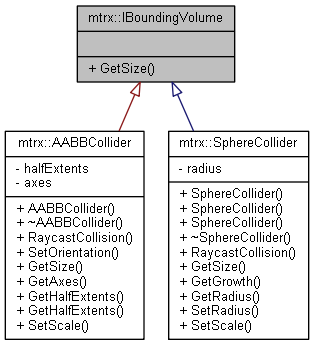 mtrx::IBoundingVolume
+ GetSize()
mtrx::AABBCollider
- halfExtents
- axes
+ AABBCollider()
+ ~AABBCollider()
+ RaycastCollision()
+ SetOrientation()
+ GetSize()
+ GetAxes()
+ GetHalfExtents()
+ GetHalfExtents()
+ SetScale()
mtrx::SphereCollider
- radius
+ SphereCollider()
+ SphereCollider()
+ SphereCollider()
+ ~SphereCollider()
+ RaycastCollision()
+ GetSize()
+ GetGrowth()
+ GetRadius()
+ SetRadius()
+ SetScale()